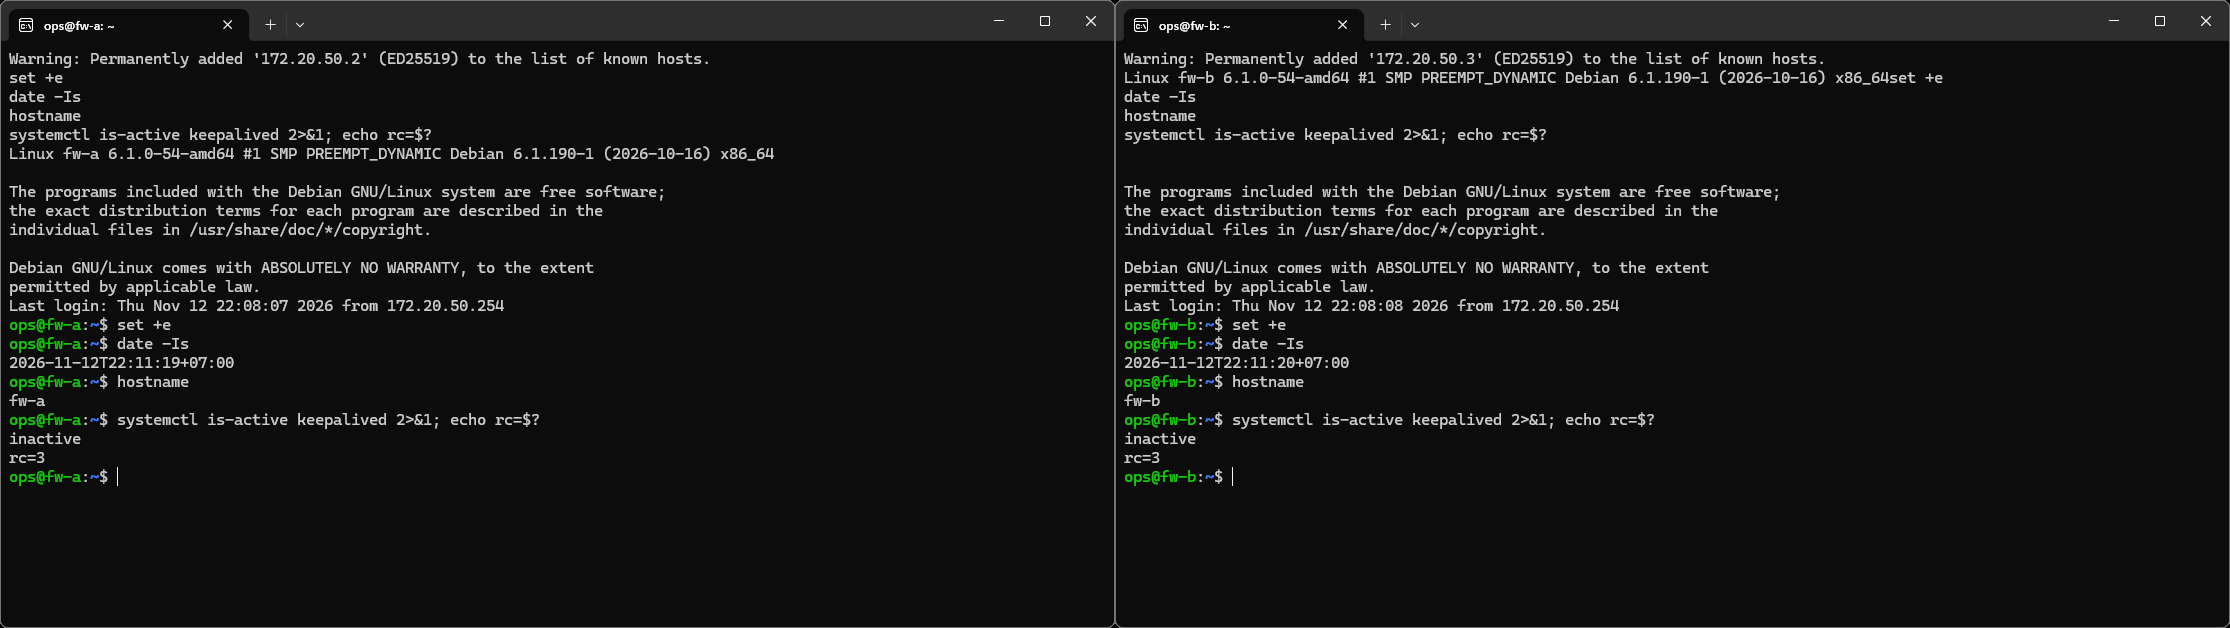 ops@fw-a: ~
Warning: Permanently added '172.20.50.2' (ED25519) to the list of known hosts.
set +e
date -Is
hostname
systemctl is-active keepalived 2>&1; echo rc=$?
Linux fw-a 6.1.0-54-amd64 #1 SMP PREEMPT_DYNAMIC Debian 6.1.190-1 (2026-10-16) x86_64

The programs included with the Debian GNU/Linux system are free software;
the exact distribution terms for each program are described in the
individual files in /usr/share/doc/*/copyright.

Debian GNU/Linux comes with ABSOLUTELY NO WARRANTY, to the extent
permitted by applicable law.
Last login: Thu Nov 12 22:08:07 2026 from 172.20.50.254
ops@fw-a:~$ set +e
ops@fw-a:~$ date -Is
2026-11-12T22:11:19+07:00
ops@fw-a:~$ hostname
fw-a
ops@fw-a:~$ systemctl is-active keepalived 2>&1; echo rc=$?
inactive
rc=3
ops@fw-a:~$
ops@fw-b: ~
Warning: Permanently added '172.20.50.3' (ED25519) to the list of known hosts.
Linux fw-b 6.1.0-54-amd64 #1 SMP PREEMPT_DYNAMIC Debian 6.1.190-1 (2026-10-16) x86_64set +e
date -Is
hostname
systemctl is-active keepalived 2>&1; echo rc=$?

The programs included with the Debian GNU/Linux system are free software;
the exact distribution terms for each program are described in the
individual files in /usr/share/doc/*/copyright.

Debian GNU/Linux comes with ABSOLUTELY NO WARRANTY, to the extent
permitted by applicable law.
Last login: Thu Nov 12 22:08:08 2026 from 172.20.50.254
ops@fw-b:~$ set +e
ops@fw-b:~$ date -Is
2026-11-12T22:11:20+07:00
ops@fw-b:~$ hostname
fw-b
ops@fw-b:~$ systemctl is-active keepalived 2>&1; echo rc=$?
inactive
rc=3
ops@fw-b:~$